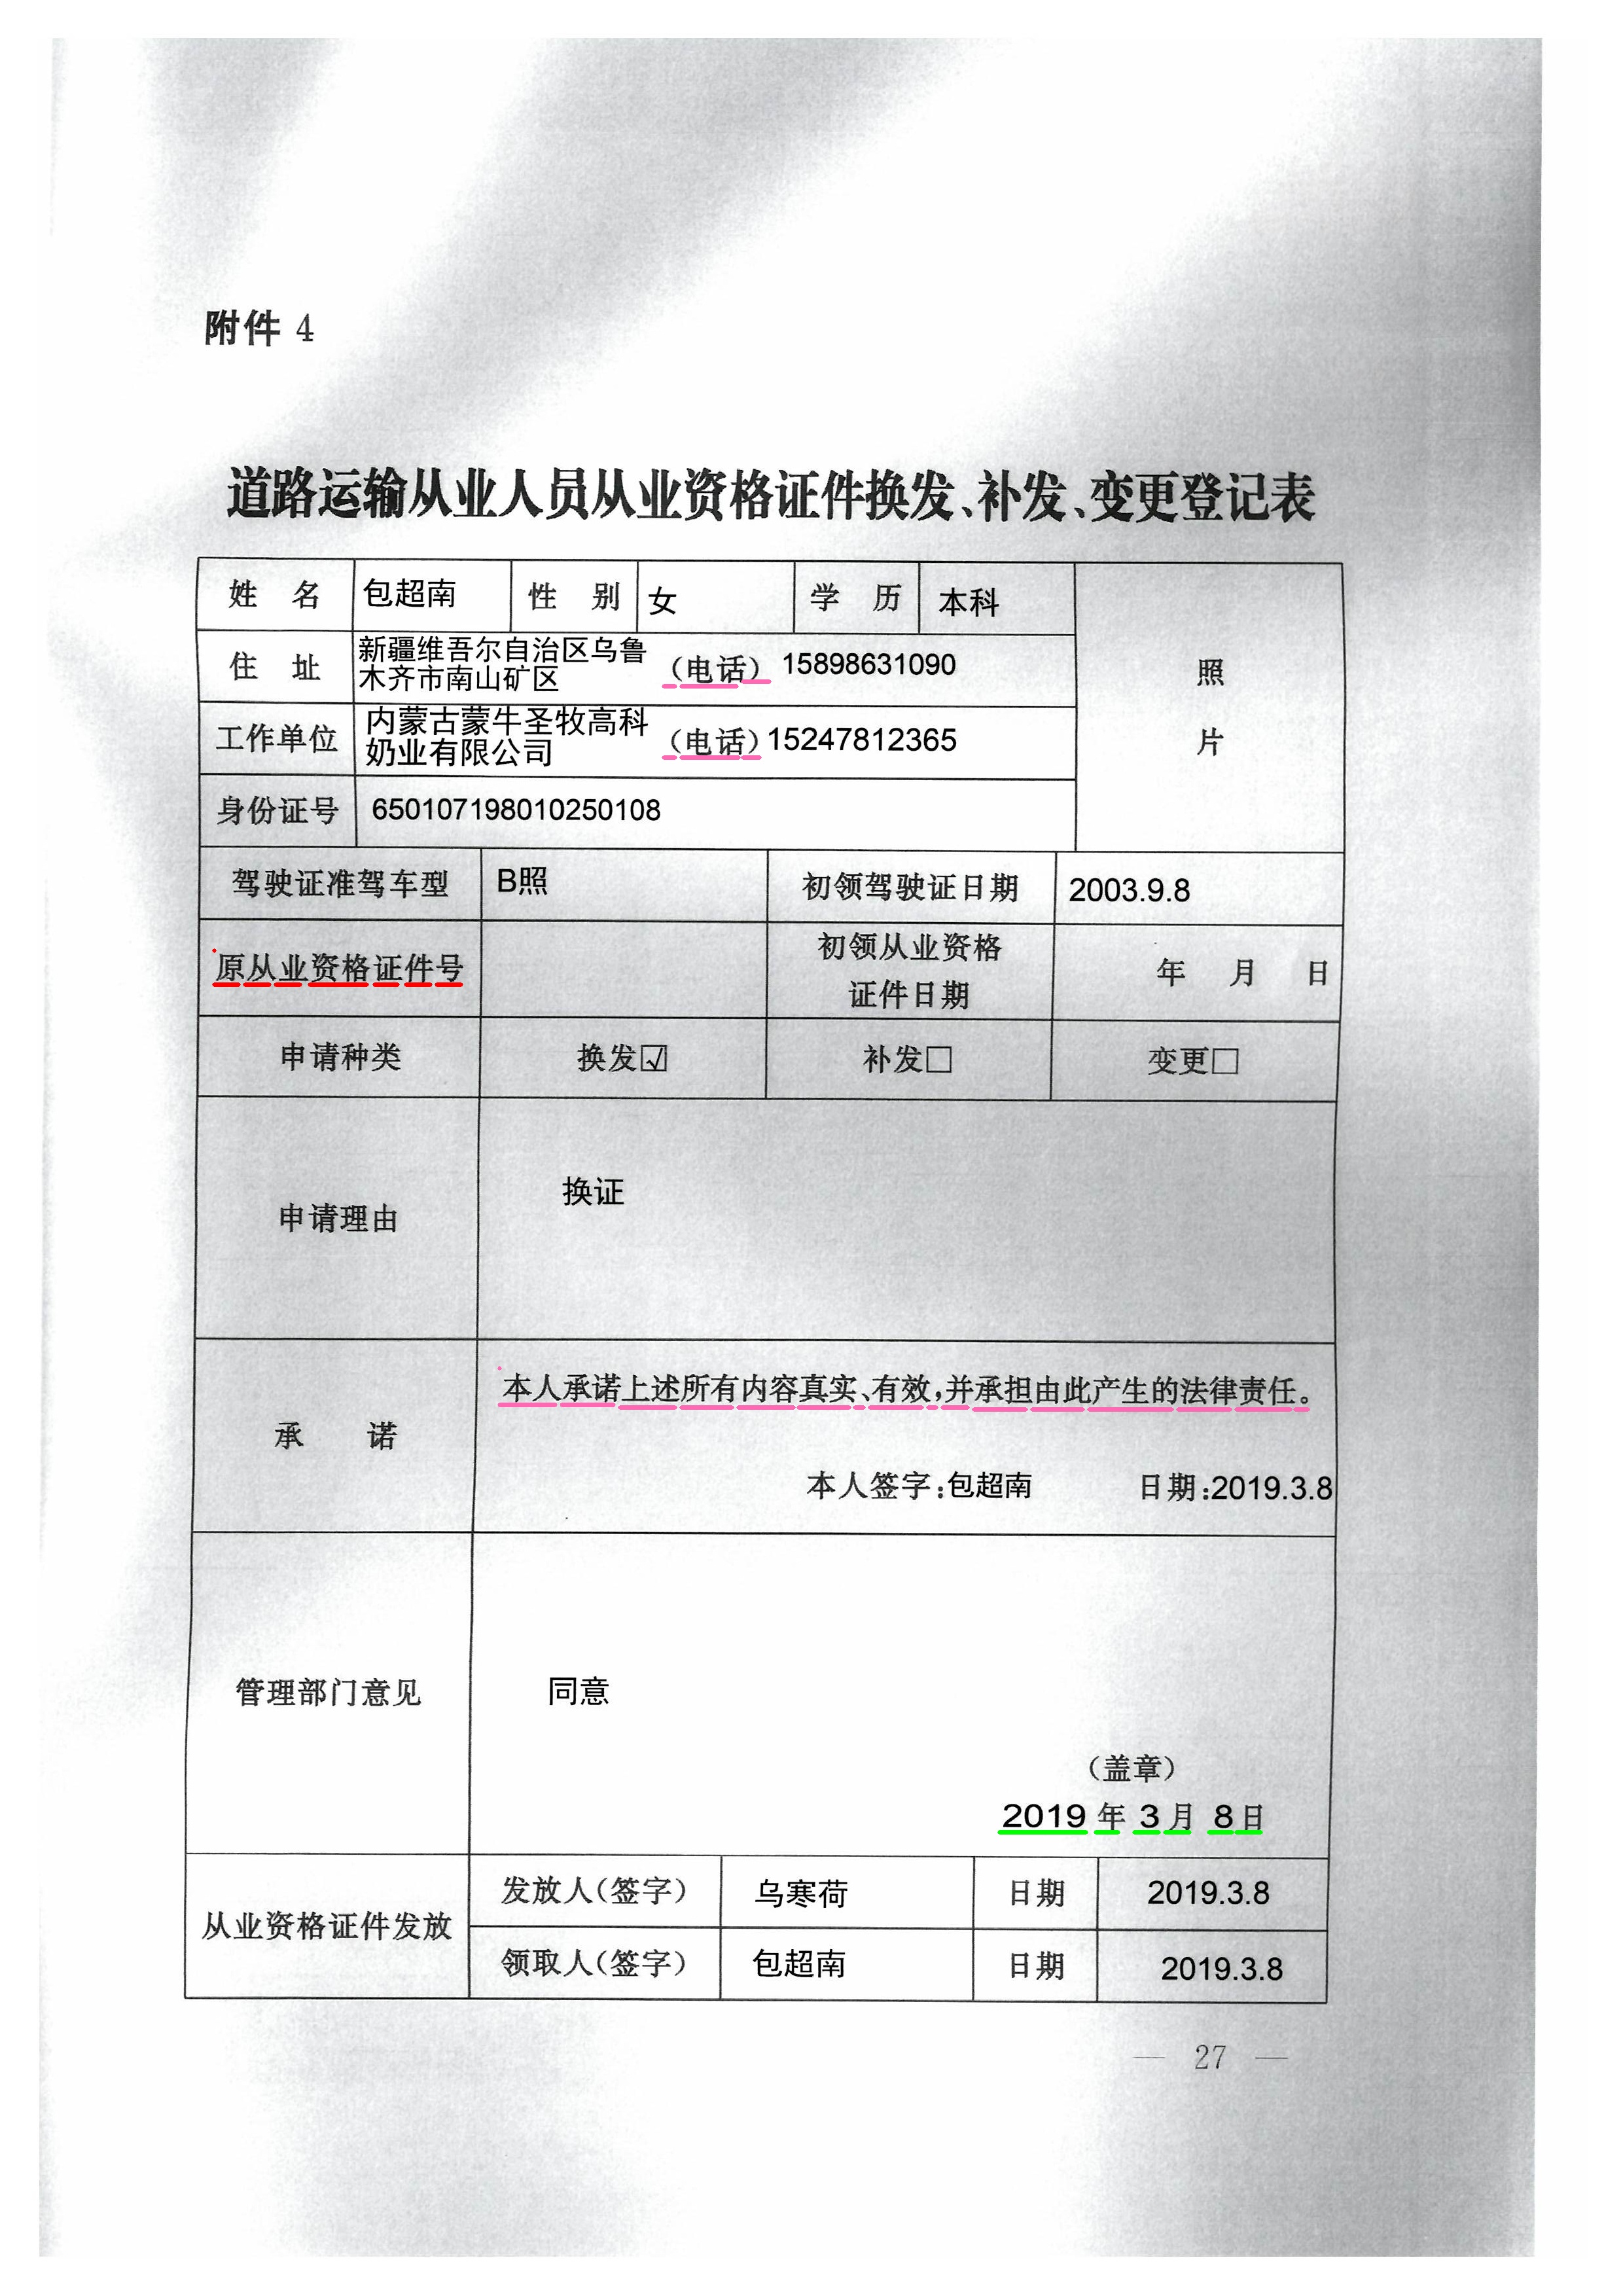 附件 4
道路运输从业人员从业资格证件换发、补发、变更登记表
姓 名 包超南 性 别 女 学 历 本科
照
片
住 址 新疆维吾尔自治区乌鲁
木齐市南山矿区 （电话） 15898631090
工作单位 内蒙古蒙牛圣牧高科
奶业有限公司 （电话） 15247812365
身份证号 650107198010250108
驾驶证准驾车型 B照 初领驾驶证日期 2003.9.8
原从业资格证件号 初领从业资格
证件日期 年 月 日
申请种类 换发☑ 补发□ 变更□
申请理由 换证
承 诺 本人承诺上述所有内容真实、有效，并承担由此产生的法律责任。
本人签字：包超南 日期：2019.3.8
管理部门意见 同意
（盖章）
2019 年 3 月 8 日
从业资格证件发放 发放人（签字） 乌寒荷 日期 2019.3.8
领取人（签字） 包超南 日期 2019.3.8
— 27 —